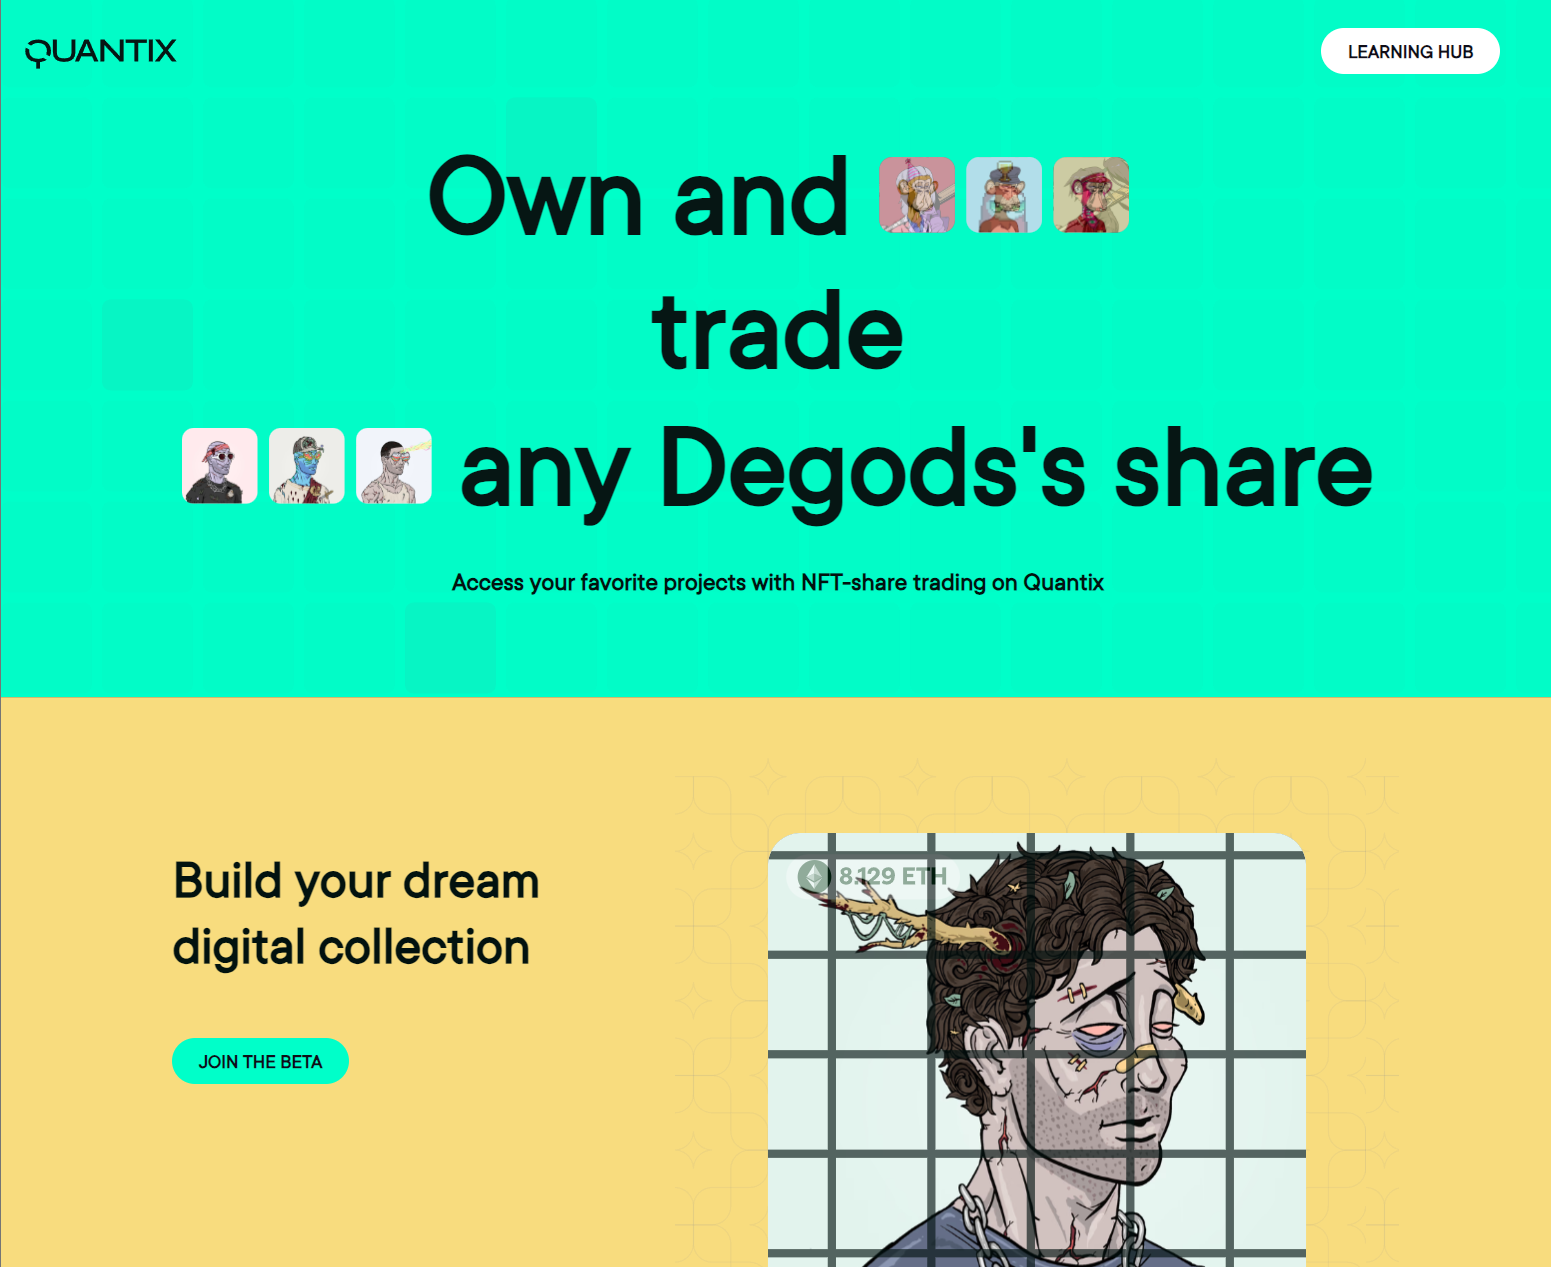 QUANTIX
LEARNING HUB
Own and
trade
any Degods's share
Access your favorite projects with NFT-share trading on Quantix
8.129 ETH
Build your dream
digital collection
JOIN THE BETA